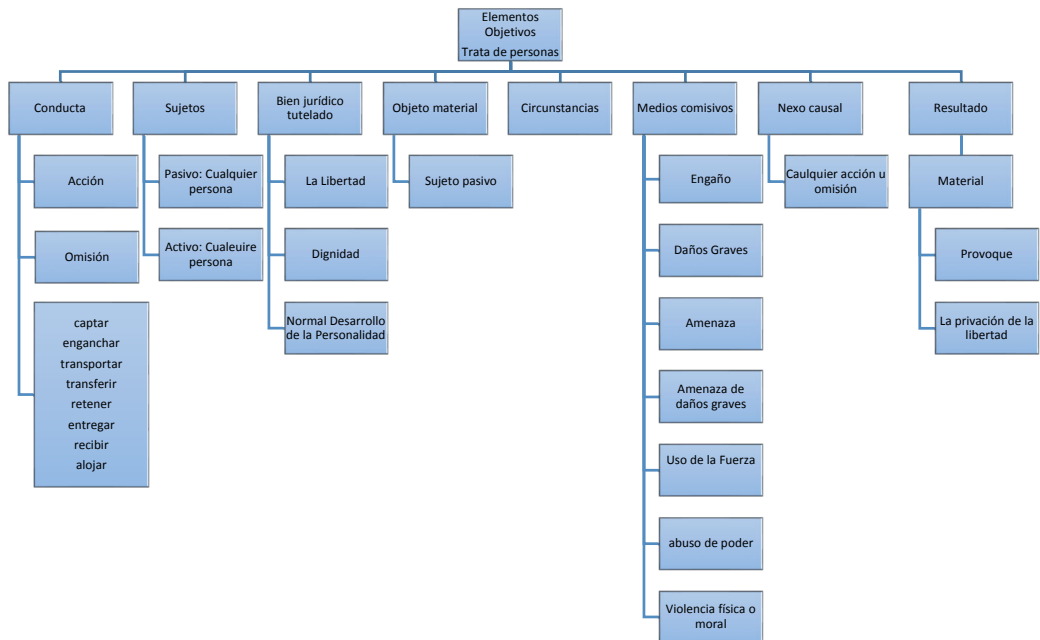 Elementos
Objetivos
Trata de personas
Conducta
Sujetos
Bien jurídico
tutelado
Objeto material
Circunstancias
Medios comisivos
Nexo causal
Resultado
Acción
Omisión
captar
enganchar
transportar
transferir
retener
entregar
recibir
alojar
Pasivo: Cualquier
persona
Activo: Cualeuire
persona
La Libertad
Dignidad
Normal Desarrollo
de la Personalidad
Sujeto pasivo
Engaño
Daños Graves
Amenaza
Amenaza de
daños graves
Uso de la Fuerza
abuso de poder
Violencia física o
moral
Caulquier acción u
omisión
Material
Provoque
La privación de la
libertad